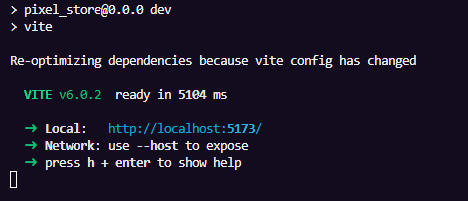 > pixel_store@0.0.0 dev
> vite
Re-optimizing dependencies because vite config has changed
VITE v6.0.2 ready in 5104 ms
➜ Local: http://localhost:5173/
➜ Network: use --host to expose
➜ press h + enter to show help